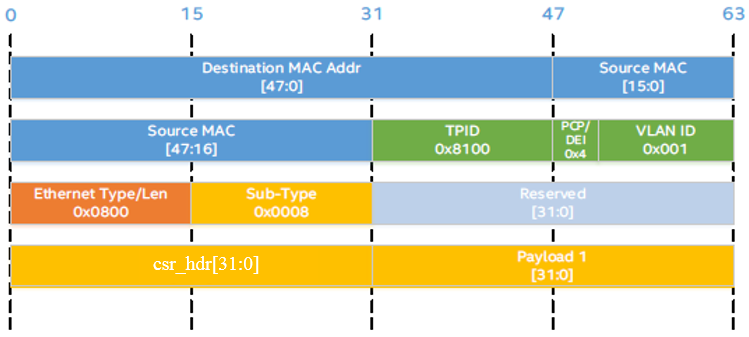 0 15 31 47 63
Destination MAC Addr
[47:0]
Source MAC
[15:0]
Source MAC
[47:16]
TPID
0x8100
PCP/
DEI
0x4
VLAN ID
0x001
Ethernet Type/Len
0x0800
Sub-Type
0x0008
Reserved
[31:0]
csr_hdr[31:0]
Payload 1
[31:0]